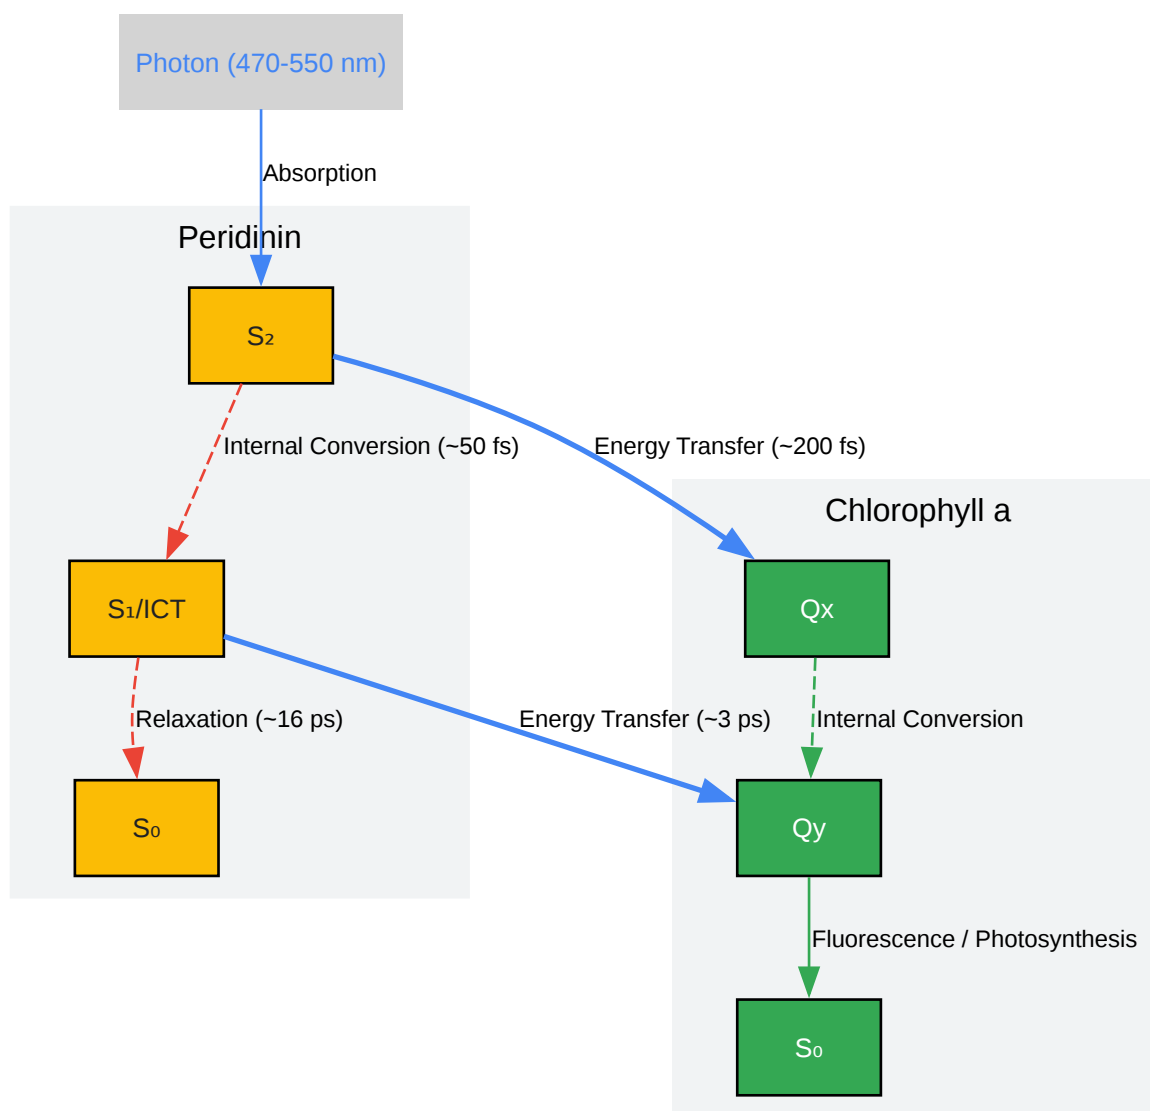 Photon (470-550 nm)
Absorption
Peridinin
S₂
Internal Conversion (~50 fs)
Energy Transfer (~200 fs)
Chlorophyll a
S₁/ICT
Qx
Relaxation (~16 ps)
Energy Transfer (~3 ps)
Internal Conversion
S₀
Qy
Fluorescence / Photosynthesis
S₀